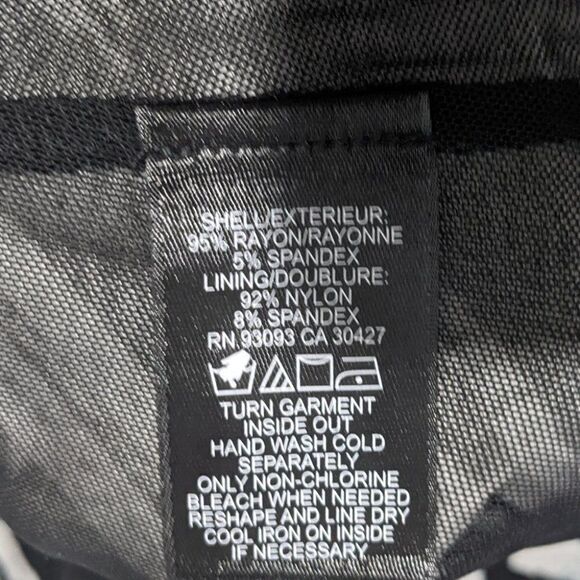 SHELL/EXTERIEUR:
95% RAYON/RAYONNE
5% SPANDEX
LINING/DOUBLURE:
92% NYLON
8% SPANDEX
RN 93093 CA 30427
TURN GARMENT
INSIDE OUT
HAND WASH COLD
SEPARATELY
ONLY NON-CHLORINE
BLEACH WHEN NEEDED
RESHAPE AND LINE DRY
COOL IRON ON INSIDE
IF NECESSARY